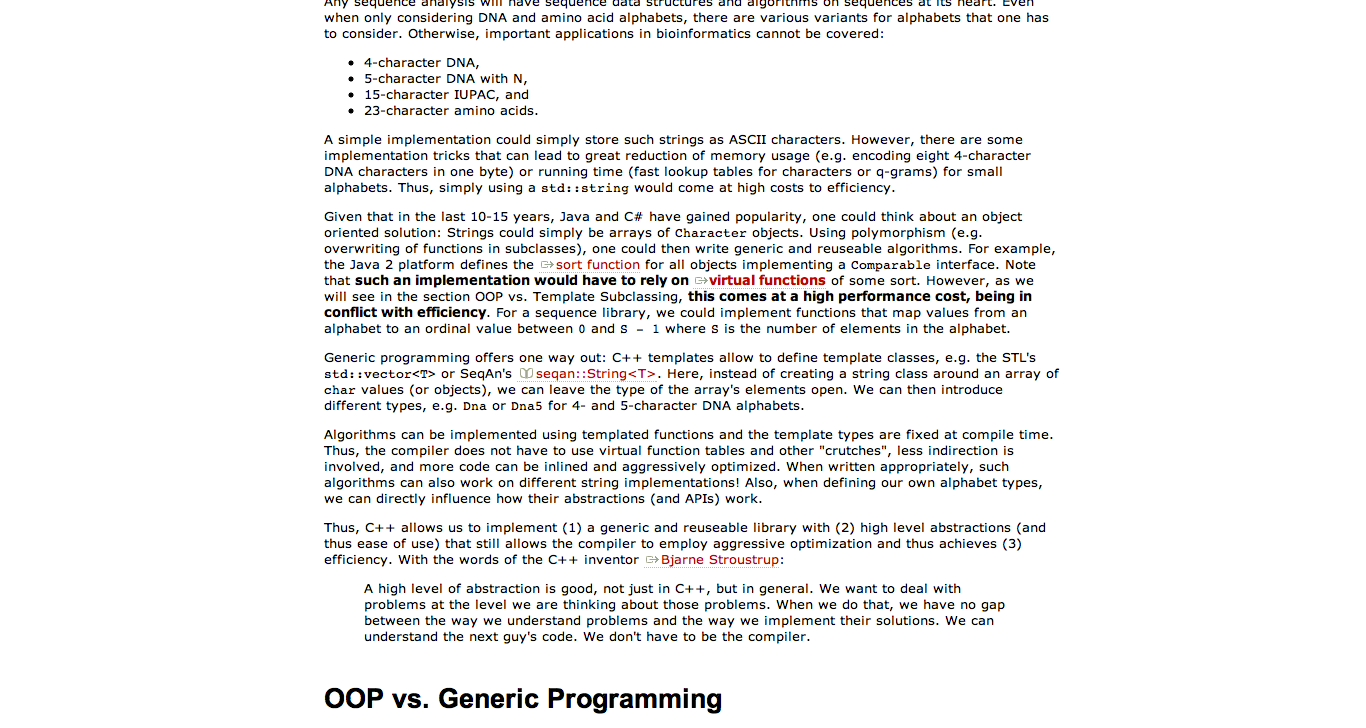 Any sequence analysis will have sequence data structures and algorithms on sequences at its heart. Even
when only considering DNA and amino acid alphabets, there are various variants for alphabets that one has
to consider. Otherwise, important applications in bioinformatics cannot be covered:
• 4-character DNA,
• 5-character DNA with N,
• 15-character IUPAC, and
• 23-character amino acids.
A simple implementation could simply store such strings as ASCII characters. However, there are some
implementation tricks that can lead to great reduction of memory usage (e.g. encoding eight 4-character
DNA characters in one byte) or running time (fast lookup tables for characters or q-grams) for small
alphabets. Thus, simply using a std::string would come at high costs to efficiency.
Given that in the last 10-15 years, Java and C# have gained popularity, one could think about an object
oriented solution: Strings could simply be arrays of Character objects. Using polymorphism (e.g.
overwriting of functions in subclasses), one could then write generic and reuseable algorithms. For example,
the Java 2 platform defines the sort function for all objects implementing a Comparable interface. Note
that such an implementation would have to rely on virtual functions of some sort. However, as we
will see in the section OOP vs. Template Subclassing, this comes at a high performance cost, being in
conflict with efficiency. For a sequence library, we could implement functions that map values from an
alphabet to an ordinal value between 0 and S - 1 where S is the number of elements in the alphabet.
Generic programming offers one way out: C++ templates allow to define template classes, e.g. the STL's
std::vector<T> or SeqAn's seqan::String<T>. Here, instead of creating a string class around an array of
char values (or objects), we can leave the type of the array's elements open. We can then introduce
different types, e.g. Dna or Dna5 for 4- and 5-character DNA alphabets.
Algorithms can be implemented using templated functions and the template types are fixed at compile time.
Thus, the compiler does not have to use virtual function tables and other "crutches", less indirection is
involved, and more code can be inlined and aggressively optimized. When written appropriately, such
algorithms can also work on different string implementations! Also, when defining our own alphabet types,
we can directly influence how their abstractions (and APIs) work.
Thus, C++ allows us to implement (1) a generic and reuseable library with (2) high level abstractions (and
thus ease of use) that still allows the compiler to employ aggressive optimization and thus achieves (3)
efficiency. With the words of the C++ inventor Bjarne Stroustrup:
A high level of abstraction is good, not just in C++, but in general. We want to deal with
problems at the level we are thinking about those problems. When we do that, we have no gap
between the way we understand problems and the way we implement their solutions. We can
understand the next guy's code. We don't have to be the compiler.
OOP vs. Generic Programming